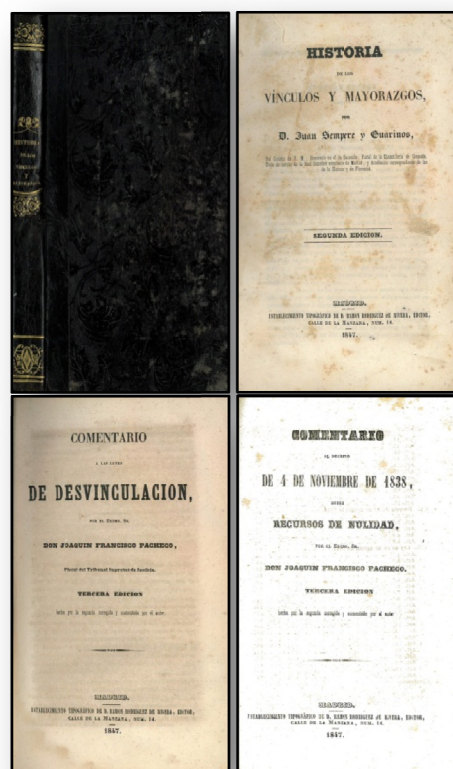 HISTORIA
DE LOS
VINCULOS
Y
HISTORIA
DE LOS
VÍNCULOS Y MAYORAZGOS,
POR
D. Juan Sempere y Guarinos,
SEGUNDA EDICION.
MADRID.
ESTABLECIMIENTO TIPOGRÁFICO DE D. RAMON RODRIGUEZ DE RIVERA, EDITOR,
CALLE DE LA MANZANA, NUM. 14.
1847.
COMENTARIO
A LAS LEYES
DE DESVINCULACION,
POR EL EXCMO. Sr.
DON JOAQUIN FRANCISCO PACHECO,
Fiscal del Tribunal Supremo de Justicia.
TERCERA EDICION
hecha por la segunda corregida y aumentada por el autor
MADRID.
ESTABLECIMIENTO TIPOGRÁFICO DE D. RAMON RODRIGUEZ DE RIVERA, EDITOR,
CALLE DE LA MANZANA, NUM. 14.
1847.
COMENTARIO
AL DECRETO
DE 4 DE NOVIEMBRE DE 1838,
SOBRE
RECURSOS DE NULIDAD,
POR EL EXCMO. Sr.
DON JOAQUIN FRANCISCO PACHECO.
TERCERA EDICION
hecha por la segunda corregida y aumentada por el autor
MADRID.
ESTABLECIMIENTO TIPOGRÁFICO DE D. RAMON RODRIGUEZ DE RIVERA, EDITOR,
CALLE DE LA MANZANA, NUM. 14.
1847.